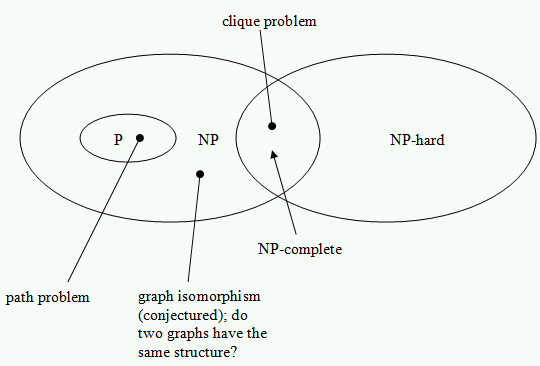 clique problem
P
NP
NP-hard
NP-complete
path problem
graph isomorphism
(conjectured); do
two graphs have the
same structure?